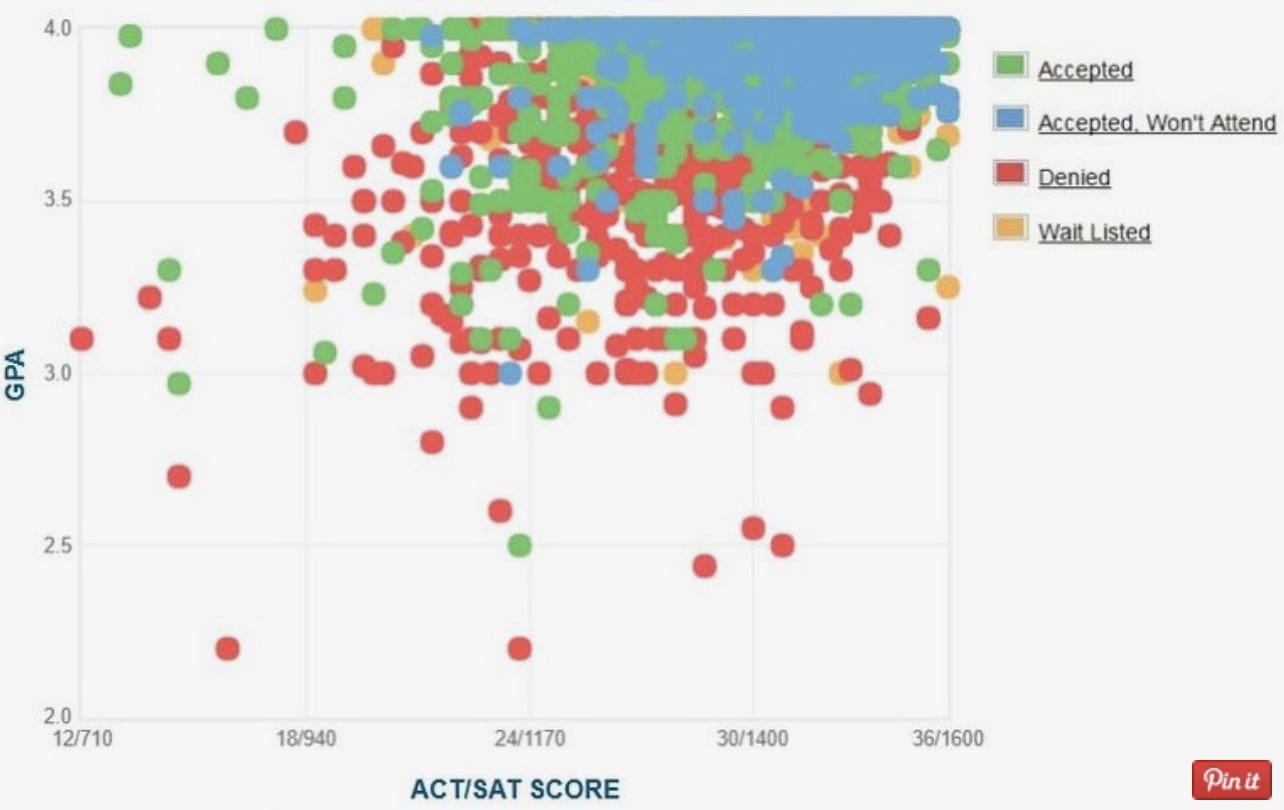 4.0
3.5
3.0
2.5
2.0
GPA
12/710 18/940 24/1170 30/1400 36/1600
ACT/SAT SCORE
Accepted
Accepted, Won't Attend
Denied
Wait Listed
Pin it